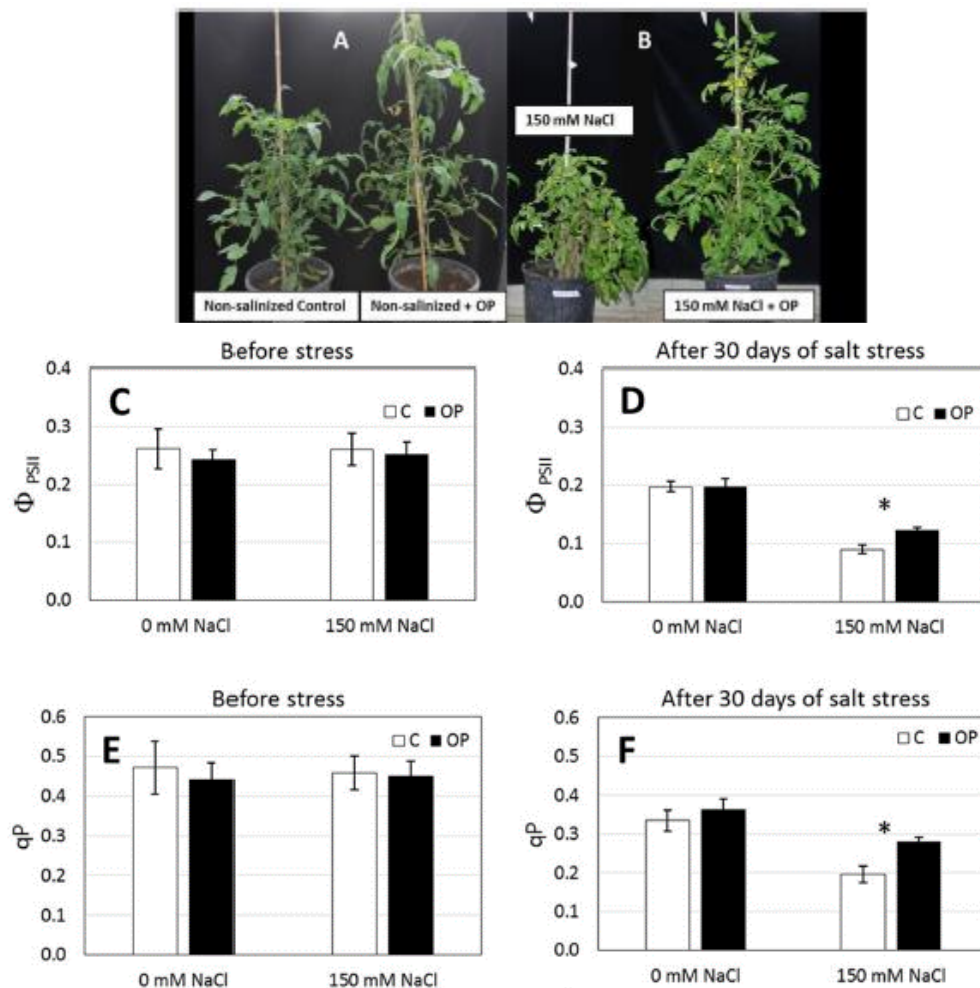 A
B
150 mM NaCl
Non-salinized Control
Non-salinized + OP
150 mM NaCl + OP
Before stress
C
C OP
0.4
0.3
0.2
0.1
0.0
Φ PSII
0 mM NaCl
150 mM NaCl
After 30 days of salt stress
D
C OP
0.4
0.3
0.2
0.1
0.0
Φ PSII
*
0 mM NaCl
150 mM NaCl
Before stress
E
C OP
0.6
0.5
0.4
0.3
0.2
0.1
0.0
qP
0 mM NaCl
150 mM NaCl
After 30 days of salt stress
F
C OP
0.6
0.5
0.4
0.3
0.2
0.1
0.0
qP
*
0 mM NaCl
150 mM NaCl